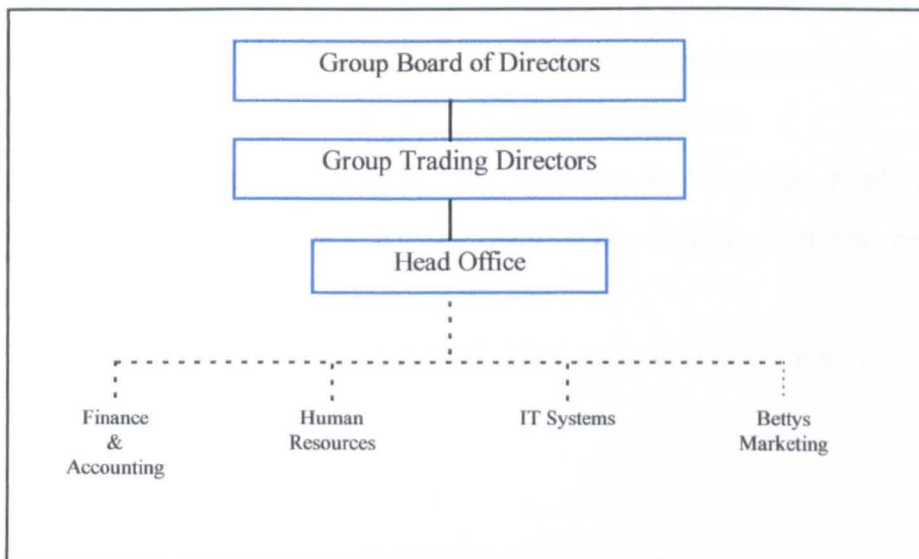 Group Board of Directors
Group Trading Directors
Head Office
Finance
&
Accounting
Human
Resources
IT Systems
Bettys
Marketing